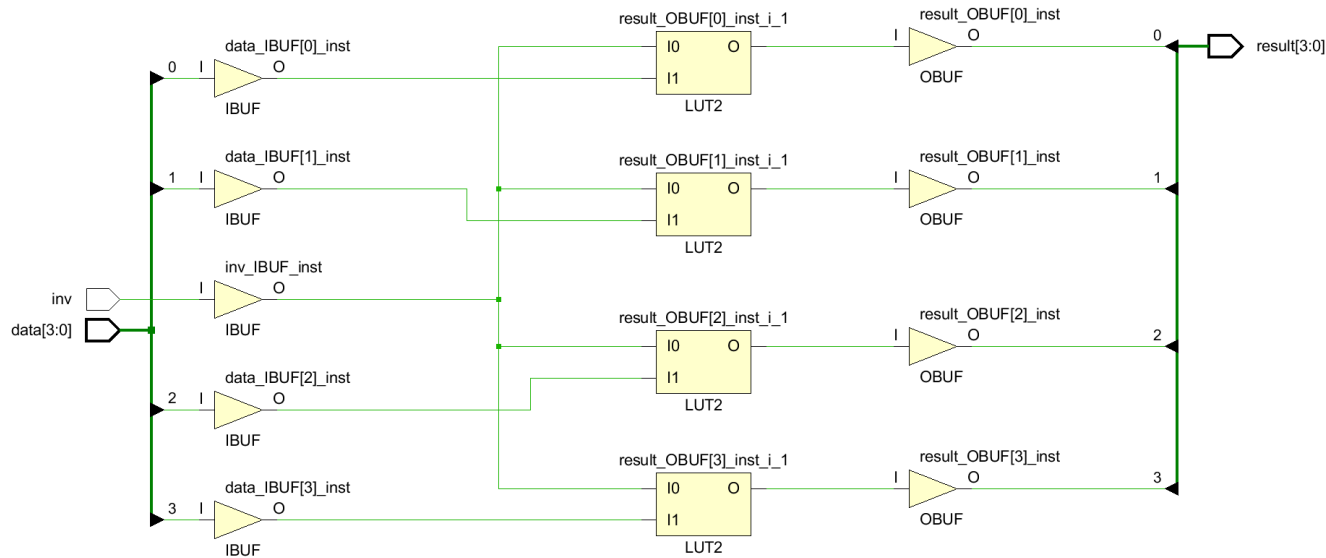 result_OBUF[0]_inst_i_1
result_OBUF[0]_inst
data_IBUF[0]_inst
I0 O
I O
0
result[3:0]
0 I O
I1
OBUF
IBUF
LUT2
data_IBUF[1]_inst
result_OBUF[1]_inst_i_1
result_OBUF[1]_inst
1 I O
I0 O
I O
1
IBUF
I1
OBUF
LUT2
inv_IBUF_inst
inv
I O
IBUF
data[3:0]
result_OBUF[2]_inst_i_1
result_OBUF[2]_inst
I0 O
I O
2
data_IBUF[2]_inst
I1
OBUF
2 I O
LUT2
IBUF
result_OBUF[3]_inst_i_1
result_OBUF[3]_inst
data_IBUF[3]_inst
I0 O
I O
3
3 I O
I1
OBUF
IBUF
LUT2